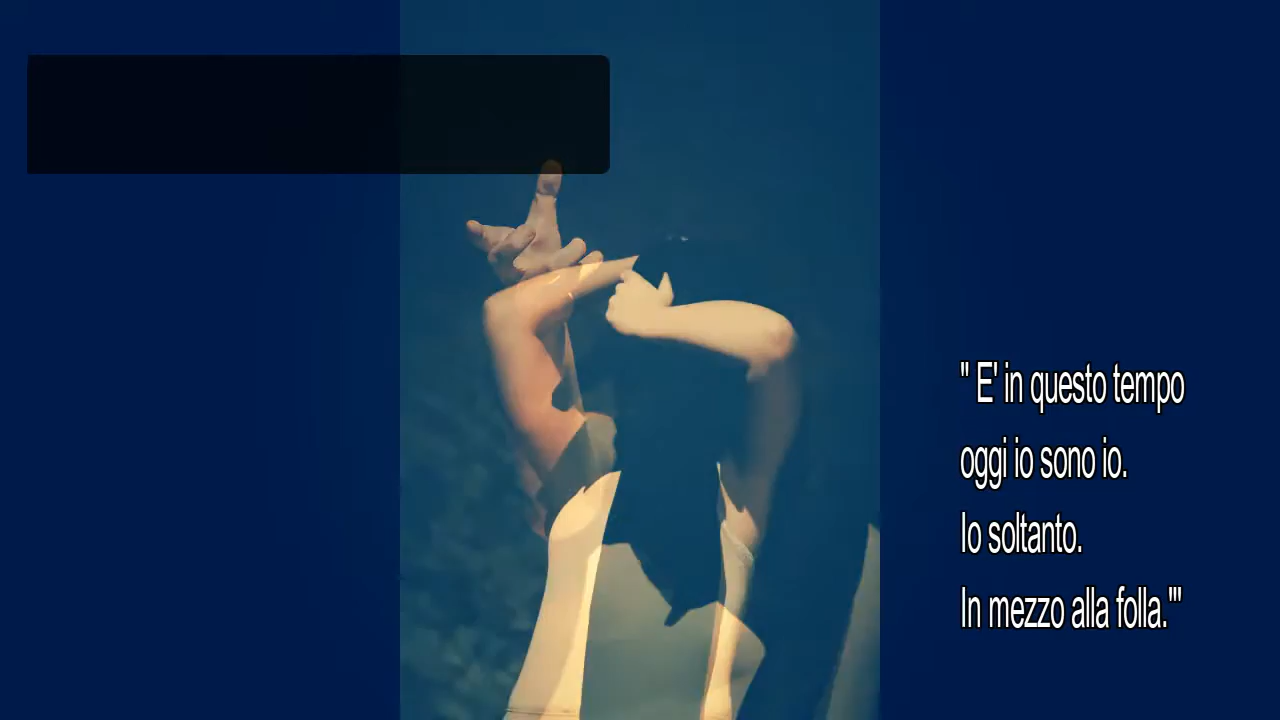 " E' in questo tempo
oggi io sono io.
Io soltanto.
In mezzo alla folla.'"